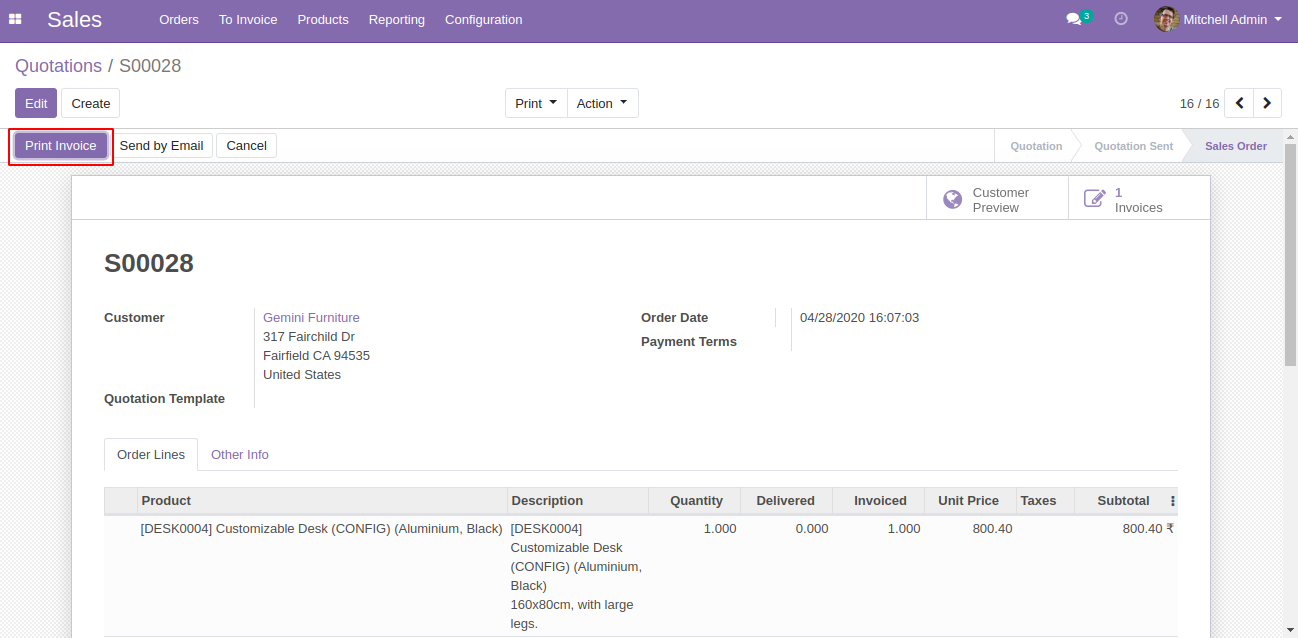 Sales Orders To Invoice Products Reporting Configuration 3 Mitchell Admin
Quotations / S00028
Edit Create Print Action 16 / 16
Print Invoice Send by Email Cancel Quotation Quotation Sent Sales Order
Customer
Preview
1
Invoices
S00028
Customer Gemini Furniture
317 Fairchild Dr
Fairfield CA 94535
United States
Quotation Template
Order Date 04/28/2020 16:07:03
Payment Terms
Order Lines Other Info
Product Description Quantity Delivered Invoiced Unit Price Taxes Subtotal
[DESK0004] Customizable Desk (CONFIG) (Aluminium, Black) [DESK0004] 1.000 0.000 1.000 800.40 800.40 ₹
Customizable Desk
(CONFIG) (Aluminium,
Black)
160x80cm, with large
legs.